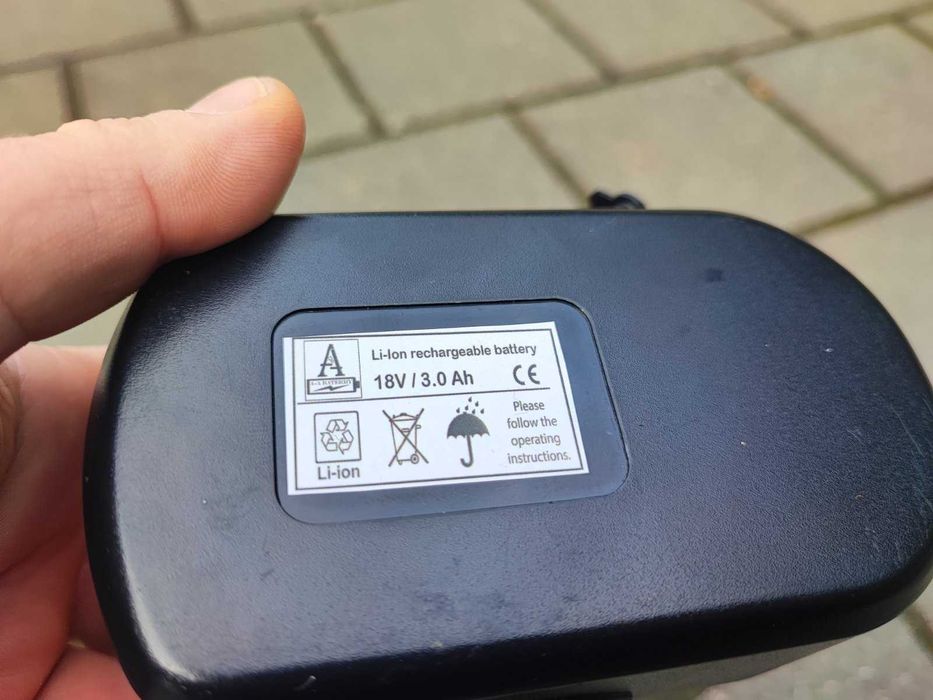 A
Li-Ion rechargeable battery
18V / 3.0 Ah CE
Li-ion
Please
follow the
operating
instructions.